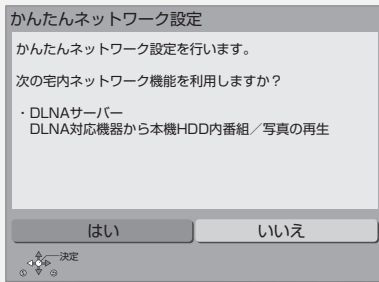 かんたんネットワーク設定
かんたんネットワーク設定を行います。
次の宅内ネットワーク機能を利用しますか？
・DLNAサーバー
DLNA対応機器から本機HDD内番組／写真の再生
はい いいえ
決定